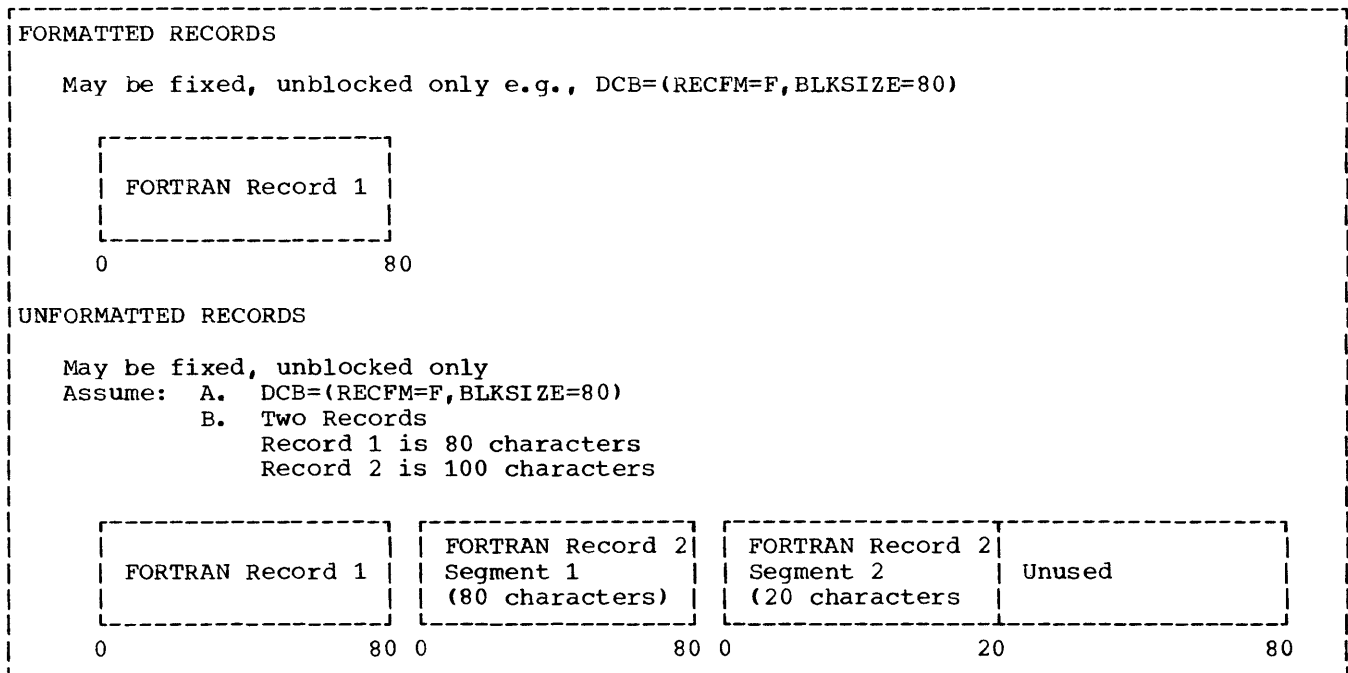 FORMATTED RECORDS
May be fixed, unblocked only e.g., DCB=(RECFM=F,BLKSIZE=80)
FORTRAN Record 1
0 80
UNFORMATTED RECORDS
May be fixed, unblocked only
Assume: A. DCB=(RECFM=F,BLKSIZE=80)
B. Two Records
Record 1 is 80 characters
Record 2 is 100 characters
FORTRAN Record 1
FORTRAN Record 2
Segment 1
(80 characters)
FORTRAN Record 2
Segment 2
(20 characters
Unused
0 80 0 80 0 20 80